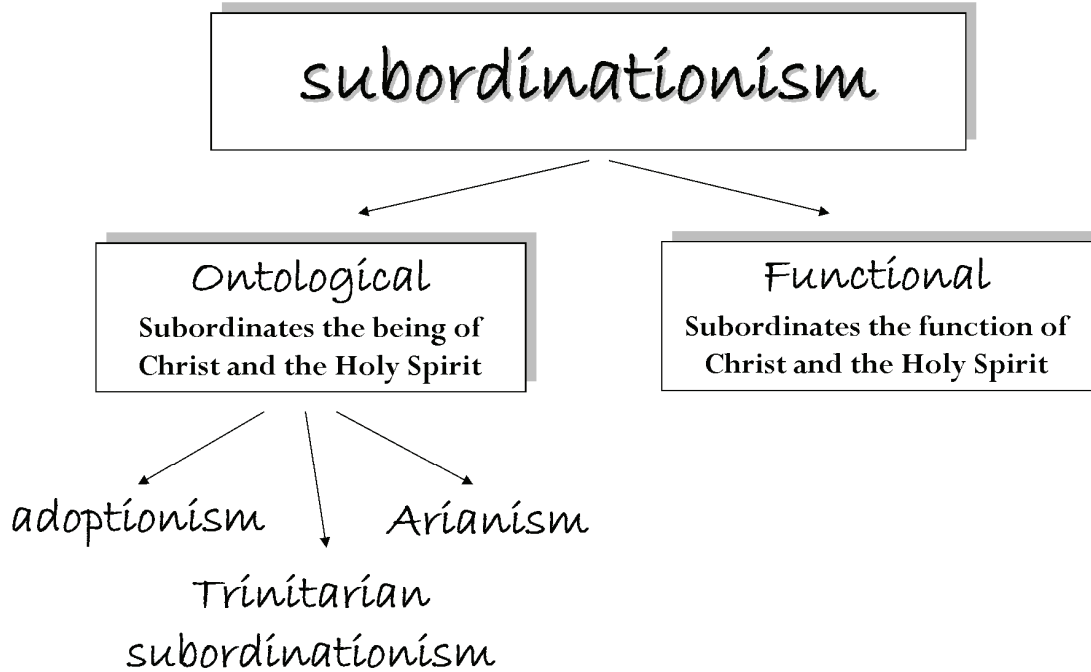 subordinationism
Ontological
Subordinates the being of
Christ and the Holy Spirit
Functional
Subordinates the function of
Christ and the Holy Spirit
adoptionism
Arianism
Trinitarian
subordinationism